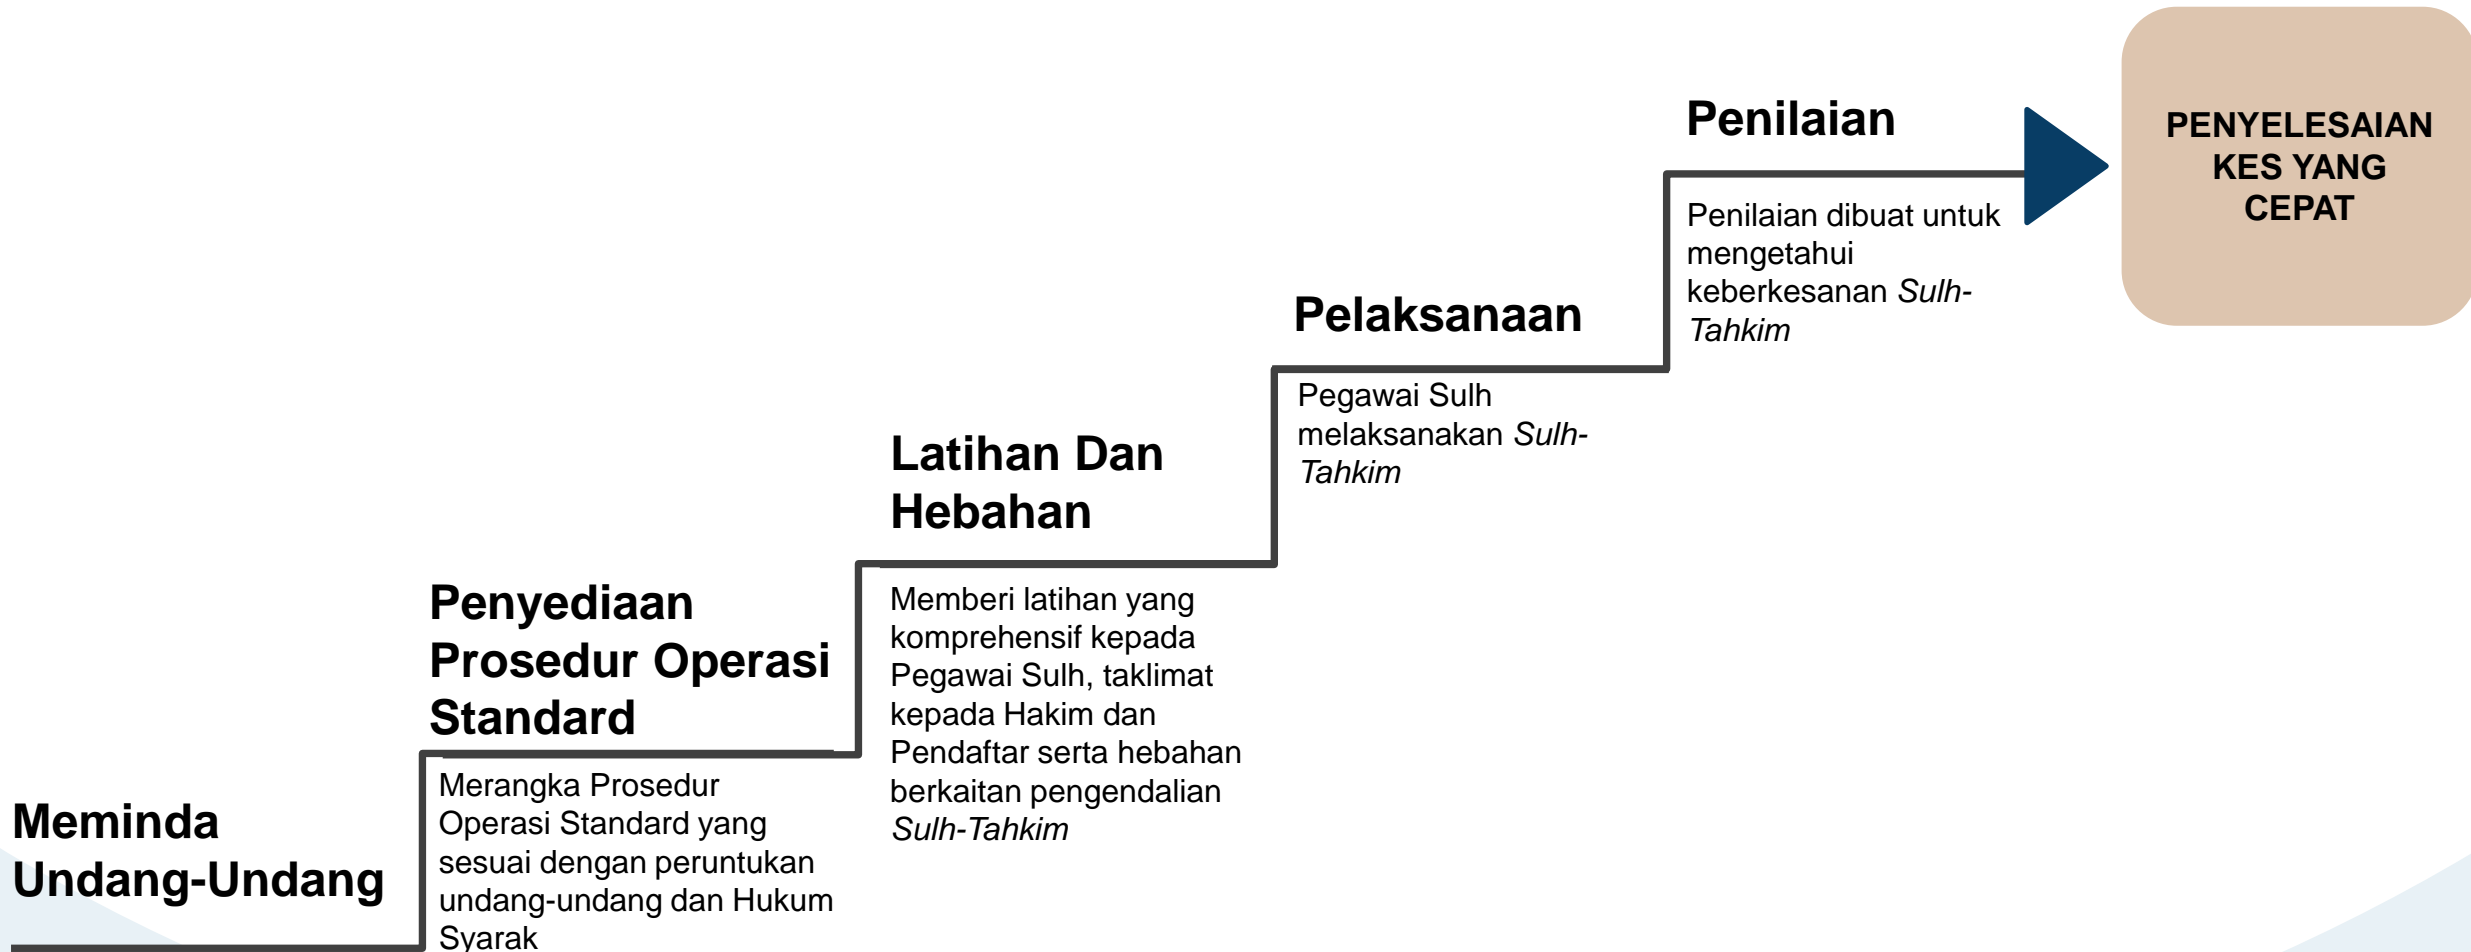 Meminda
Undang-Undang
Penyediaan
Prosedur Operasi
Standard
Merangka Prosedur
Operasi Standard yang
sesuai dengan peruntukan
undang-undang dan Hukum
Syarak
Latihan Dan
Hebahan
Memberi latihan yang
komprehensif kepada
Pegawai Sulh, taklimat
kepada Hakim dan
Pendaftar serta hebahan
berkaitan pengendalian
Sulh-Tahkim
Pelaksanaan
Pegawai Sulh
melaksanakan Sulh-
Tahkim
Penilaian
Penilaian dibuat untuk
mengetahui
keberkesanan Sulh-
Tahkim
PENYELESAIAN
KES YANG
CEPAT